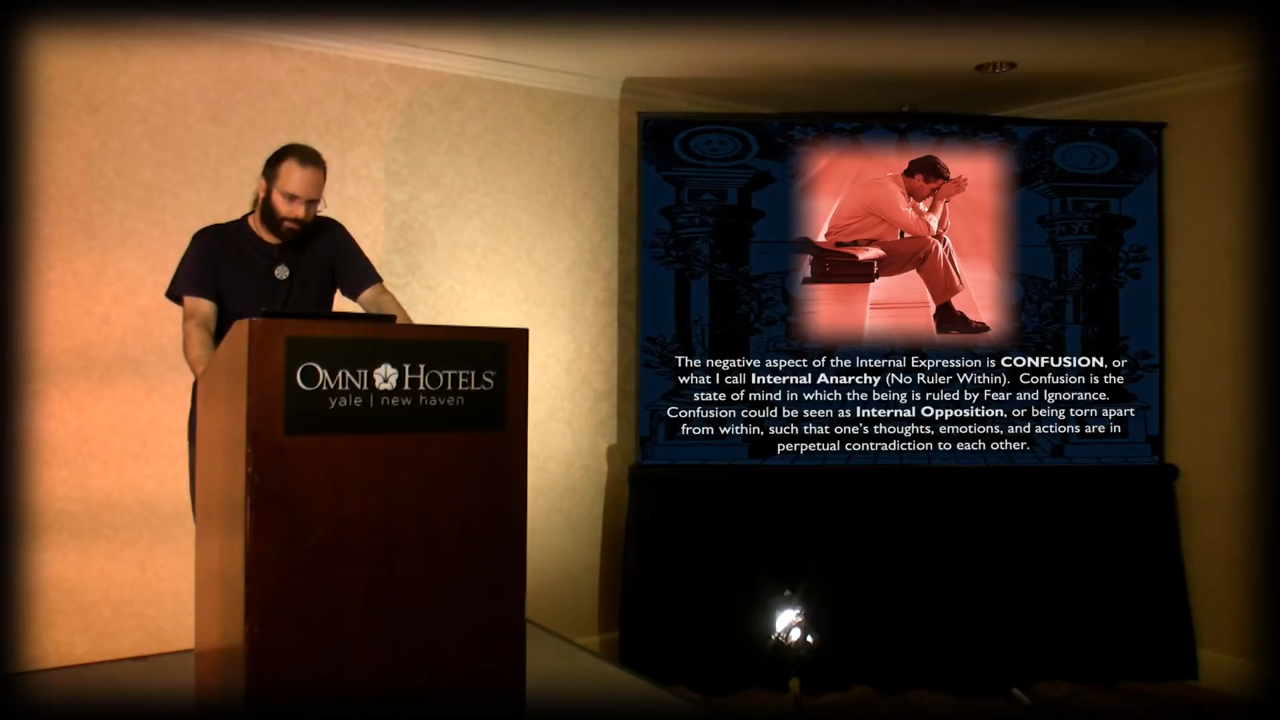 OMNI HOTELS
yale | new haven
The negative aspect of the Internal Expression is CONFUSION, or
what I call Internal Anarchy (No Ruler Within). Confusion is the
state of mind in which the being is ruled by Fear and Ignorance.
Confusion could be seen as Internal Opposition, or being torn apart
from within, such that one's thoughts, emotions, and actions are in
perpetual contradiction to each other.